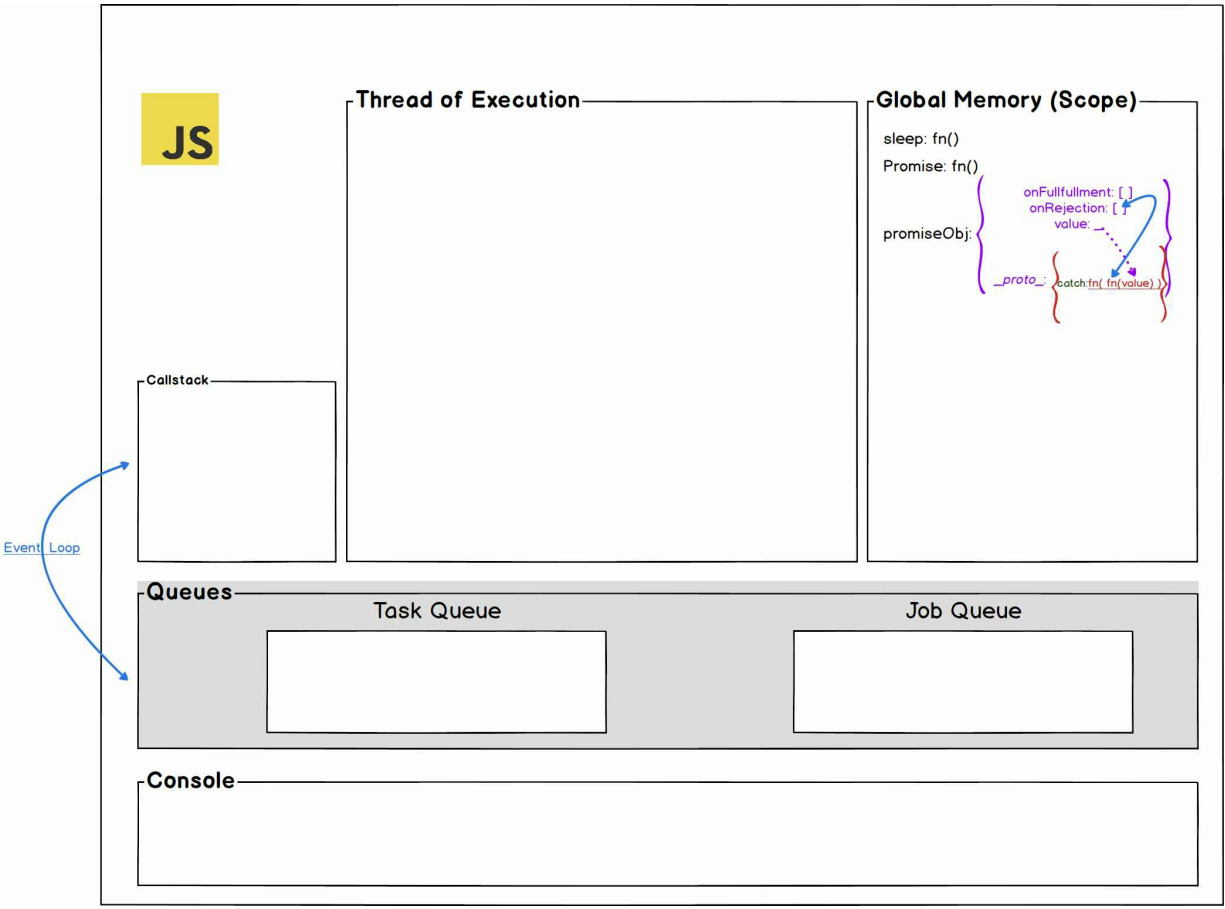 JS
Thread of Execution
Global Memory (Scope)
sleep: fn()
Promise: fn()
onFullfullment: [ ]
onRejection: [ ]
value: _
promiseObj:
_proto_:
catch:fn( fn(value) )
Callstack
Event Loop
Queues
Task Queue
Job Queue
Console